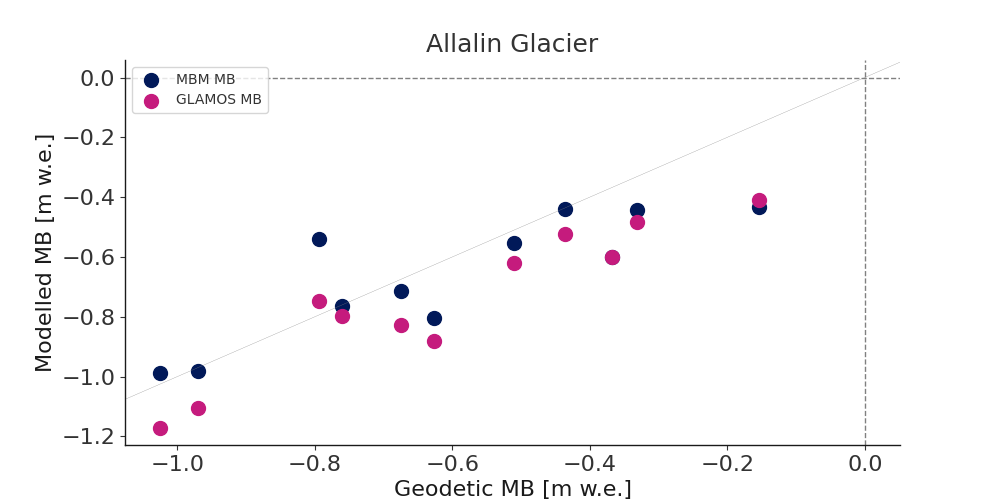 Allalin Glacier
MBM MB
GLAMOS MB
Modelled MB [m w.e.]
0.0
−0.2
−0.4
−0.6
−0.8
−1.0
−1.2
−1.0 −0.8 −0.6 −0.4 −0.2 0.0
Geodetic MB [m w.e.]